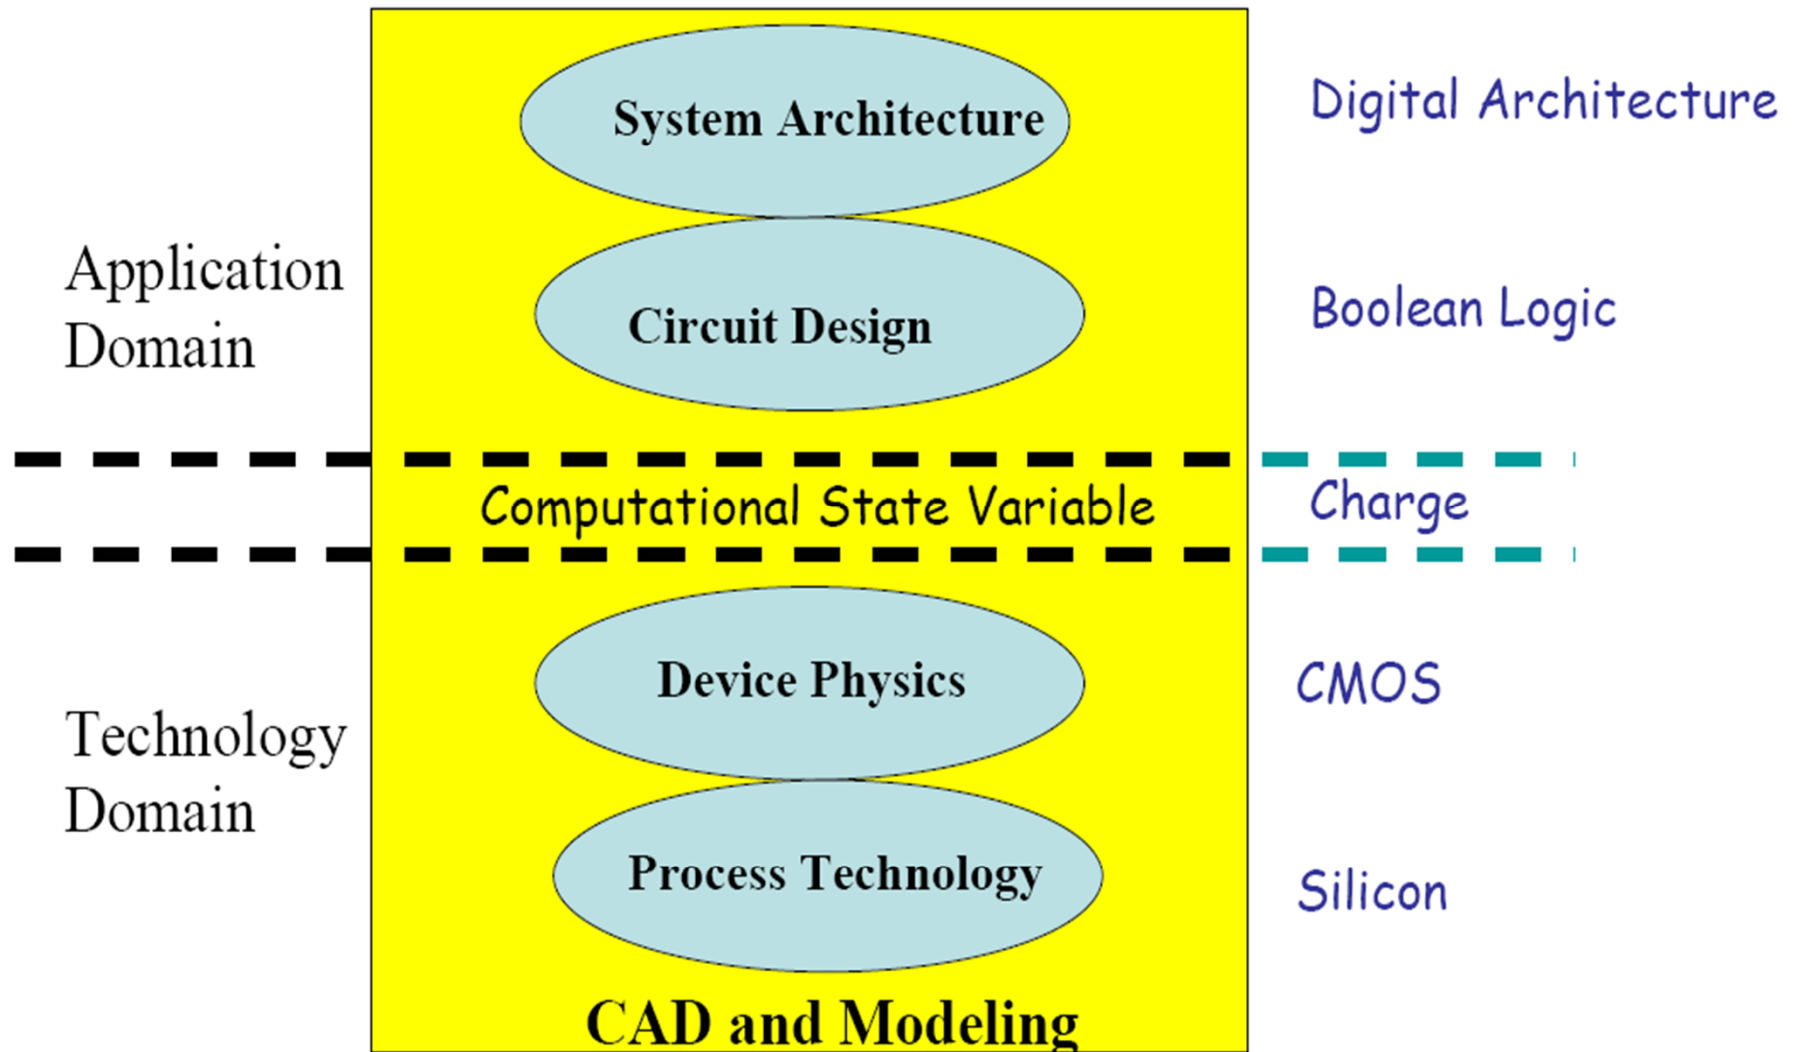 System Architecture
Digital Architecture
Application
Domain
Circuit Design
Boolean Logic
Computational State Variable
Charge
Device Physics
CMOS
Technology
Domain
Process Technology
Silicon
CAD and Modeling